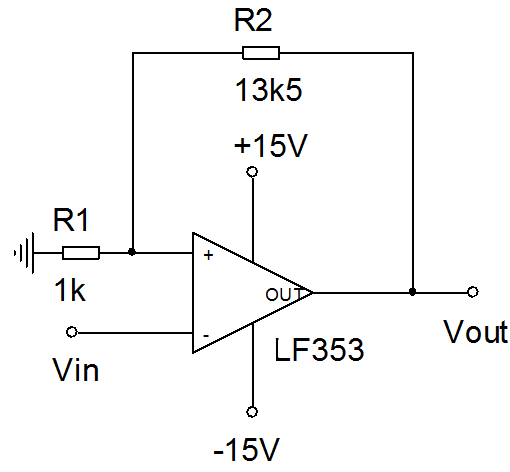 R2
13k5
+15V
R1
+
1k
OUT
-
Vin
LF353
Vout
-15V